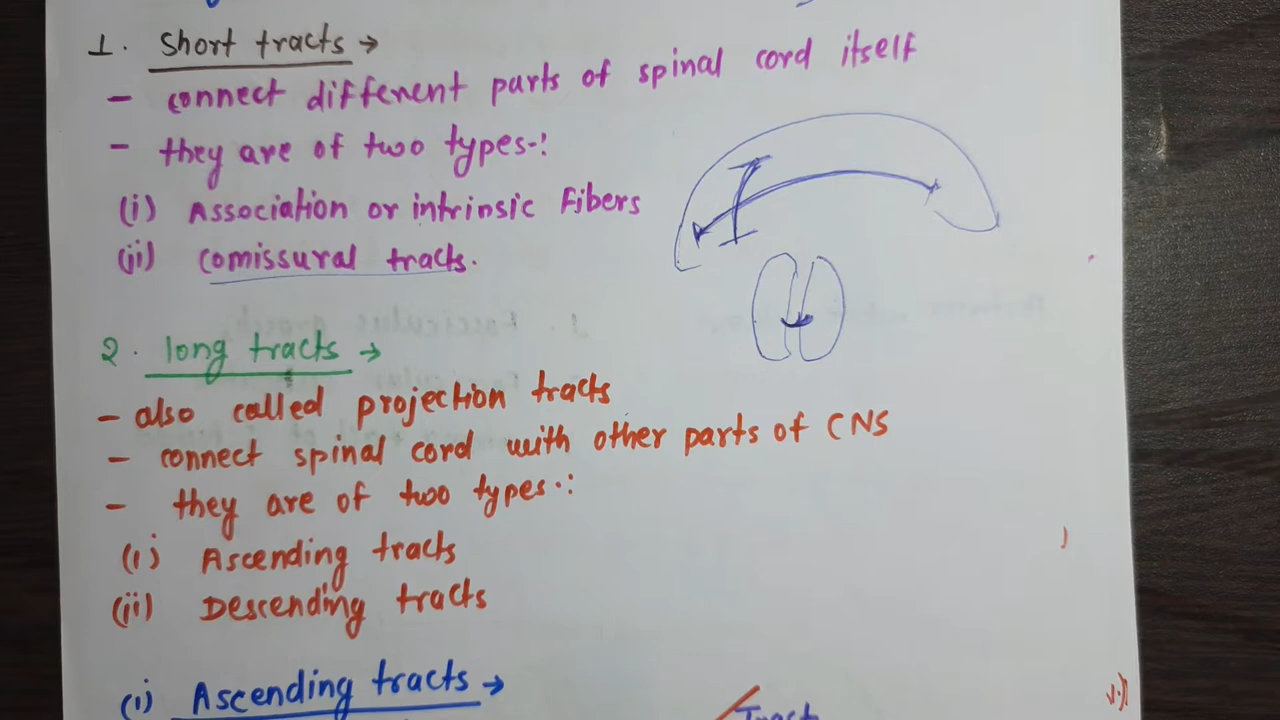 1. Short tracts →
- connect different parts of spinal cord itself
- they are of two types-:
(i) Association or intrinsic Fibers
(ii) Comissural tracts.
2. long tracts →
- also called projection tracts
- connect spinal cord with other parts of CNS
- they are of two types-:
(i) Ascending tracts
(ii) Descending tracts
(i) Ascending tracts →
Tract